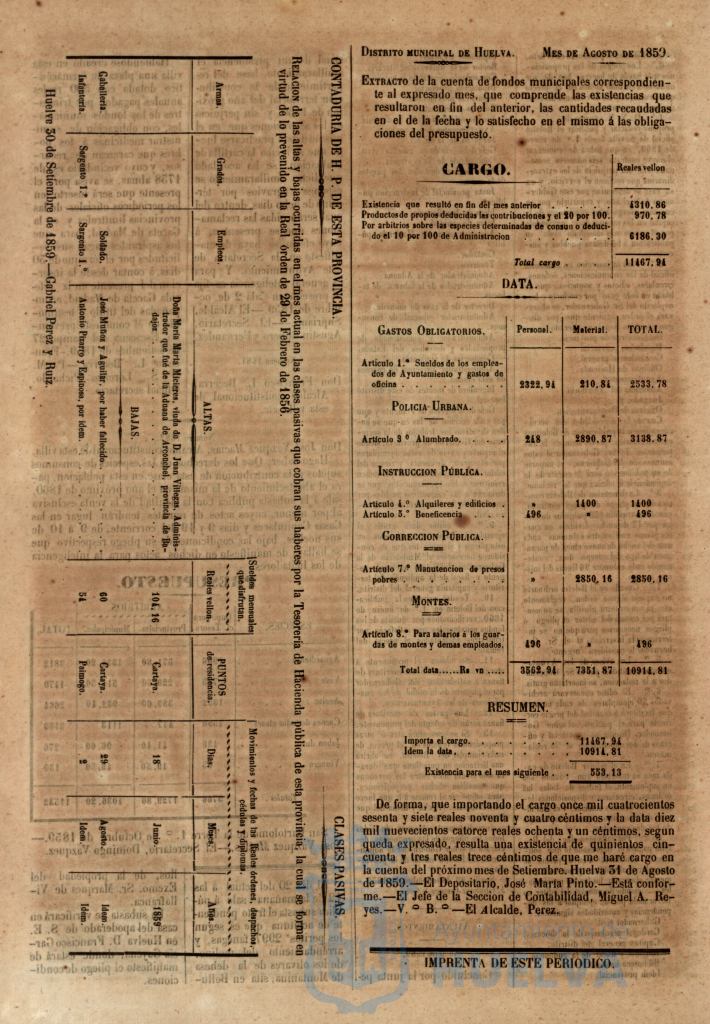 CONTADURIA DE H. P. DE ESTA PROVINCIA.
CLASES PASIVAS.
RELACION de las altas y bajas ocurridas en el mes actual en las clases pasivas que cobran sus haberes por la Tesorería de Hacienda pública de esta provincia, la cual se forma en
virtud de lo prevenido en la Real órden de 29 de Febrero de 1856.
Armas. Grados Empleos. Sueldos mensuales que disfrutan. Reales vellon. PUNTOS de residencia. Movimientos y fechas de las Reales órdenes, despachos, cédulas y diplomas. Dias. Meses. Años.
ALTAS.
Doña María Marta Micieres, viuda de D. Juan Villegas, Adminis-
trador que fué de la Aduana de Arconchel, provincia de Ba-
dajoz 104,16 Cartaya. 18 Junio. 1859
BAJAS.
Caballería. Soldado. José Muñoz y Aguilar, por haber fallecido. 60 Cartaya. 29 Agosto. Idem
Infantería. Sargento 1.º Sargento 1.º Antonio Pizarro y Espinosa, por idem. 54 Paimogo. 2 Idem Idem
Huelva 30 de Setiembre de 1859.—Gabriel Perez y Ruiz.
DISTRITO MUNICIPAL DE HUELVA. MES DE AGOSTO DE 1859.
EXTRACTO de la cuenta de fondos municipales correspondien-
te al expresado mes, que comprende las existencias que
resultaron en fin del anterior, las cantidades recaudadas
en el de la fecha y lo satisfecho en el mismo á las obliga-
ciones del presupuesto.
CARGO. Reales vellon
Existencia que resultó en fin del mes anterior . . . . 4310,86
Productos de propios deducidas las contribuciones y el 20 por 100. 970,78
Por arbitrios sobre las especies determinadas de consun o deduci-
do el 10 por 100 de Administracion . . . . 6186.30
Total cargo . . . . 11467.94
DATA.
GASTOS OBLIGATORIOS. Personal. Material. TOTAL.
Artículo 1.º Sueldos de los emplea-
dos de Ayuntamiento y gastos de
oficina . . . . . . . 2322,94 210,84 2533,78
POLICIA URBANA.
Artículo 3º Alumbrado. . . . 248 2890,87 3138.87
INSTRUCCION PÚBLICA.
Artículo 4.º Alquileres y edificios . » 1400 1400
Artículo 5.º Beneficencia . . . 496 » 496
CORRECCION PÚBLICA.
Artículo 7.º Manutencion de presos
pobres . . . . . . . » 2850,16 2850,16
MONTES.
Artículo 8.º Para salarios á los guar-
das de montes y demas empleados. 496 » 496
Total data......Rs vn ..... 3562,94 7351,87 10914,81
RESUMEN.
Importa el cargo. . . . . . . 11467,94
Idem la data. . . . . . . . 10914,81
Existencia para el mes siguiente . . 553,13
De forma, que importando el cargo once mil cuatrocientos
sesenta y siete reales noventa y cuatro céntimos y la data diez
mil nuevecientos catorce reales ochenta y un céntimos, segun
queda expresado, resulta una existencia de quinientos cin-
cuenta y tres reales trece céntimos de que me haré cargo en
la cuenta del próximo mes de Setiembre. Huelva 31 de Agosto
de 1859.—El Depositario, José María Pinto.—Está confor-
me.—El Jefe de la Seccion de Contabilidad, Miguel A. Re-
yes.—V.º B.º—El Alcalde, Perez.
IMPRENTA DE ESTE PERIODICO.
Ayuntamiento de
HUELVA